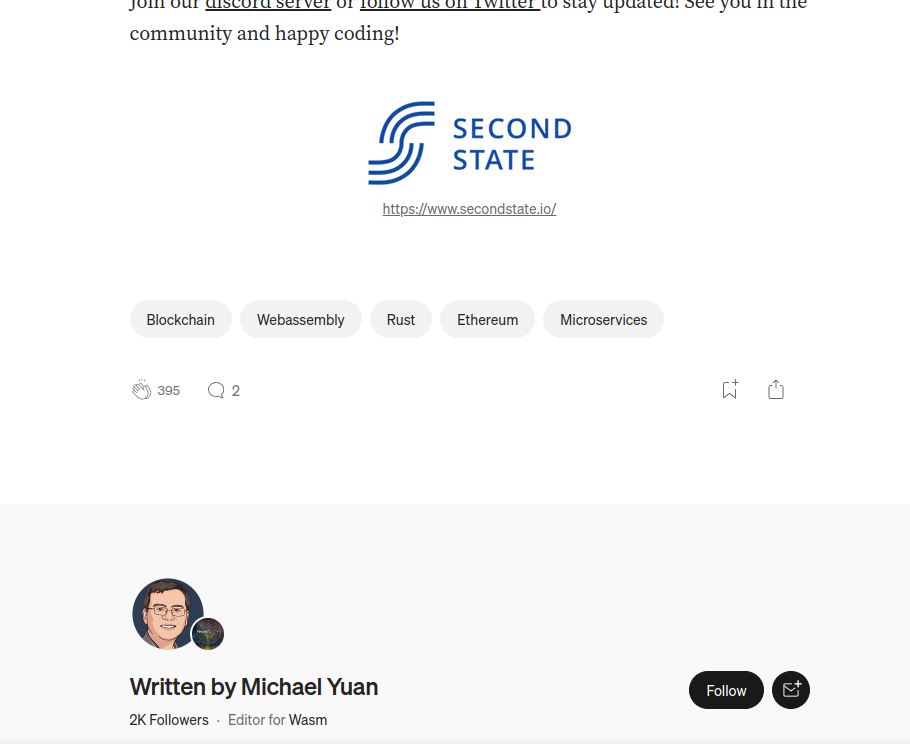 Join our discord server or follow us on Twitter to stay updated! See you in the
community and happy coding!
SECOND
STATE
https://www.secondstate.io/
Blockchain Webassembly Rust Ethereum Microservices
395 2
Written by Michael Yuan
Follow
2K Followers · Editor for Wasm